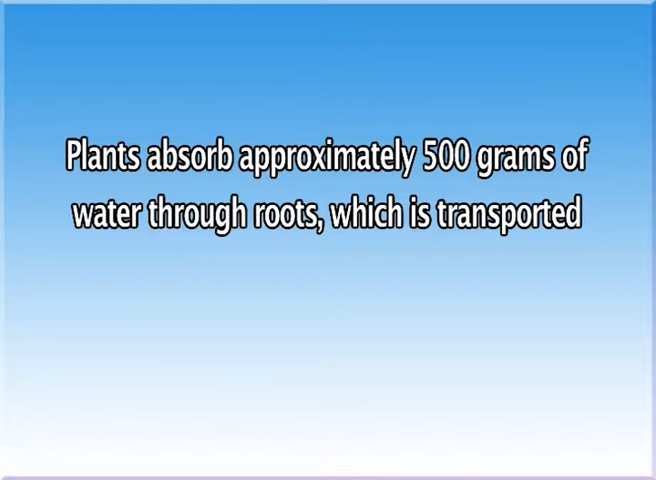 Plants absorb approximately 500 grams of
water through roots, which is transported